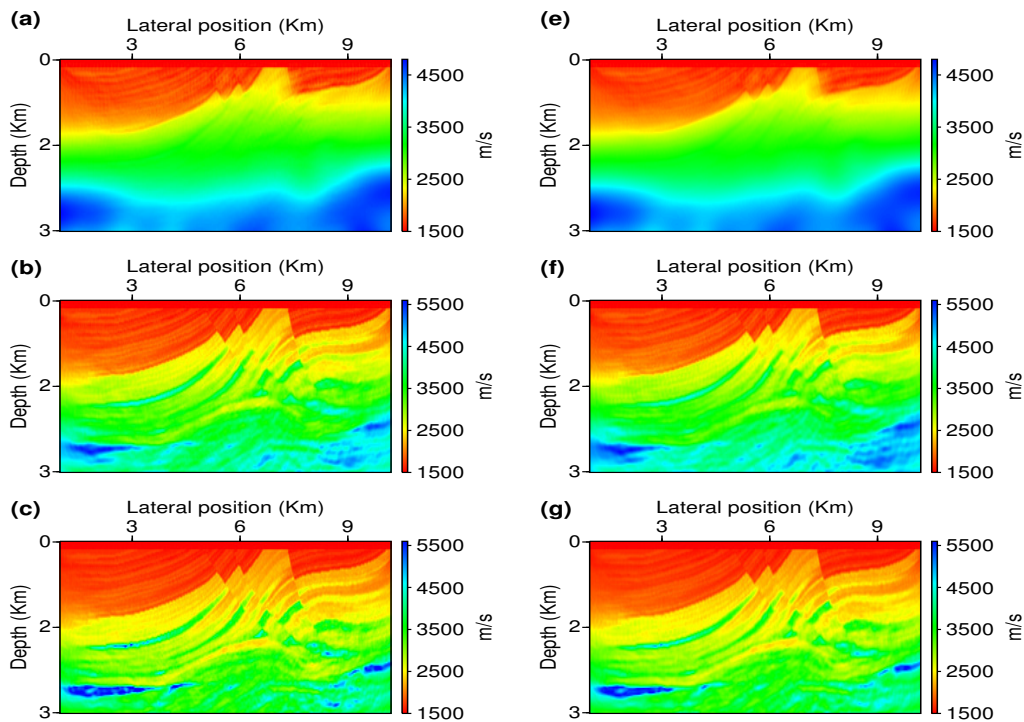 (a) Lateral position (Km)
3 6 9
0
2
3
Depth (Km)
4500
3500
2500
1500
m/s
(e) Lateral position (Km)
3 6 9
0
2
3
Depth (Km)
4500
3500
2500
1500
m/s
(b) Lateral position (Km)
3 6 9
0
2
3
Depth (Km)
5500
4500
3500
2500
1500
m/s
(f) Lateral position (Km)
3 6 9
0
2
3
Depth (Km)
5500
4500
3500
2500
1500
m/s
(c) Lateral position (Km)
3 6 9
0
2
3
Depth (Km)
5500
4500
3500
2500
1500
m/s
(g) Lateral position (Km)
3 6 9
0
2
3
Depth (Km)
5500
4500
3500
2500
1500
m/s